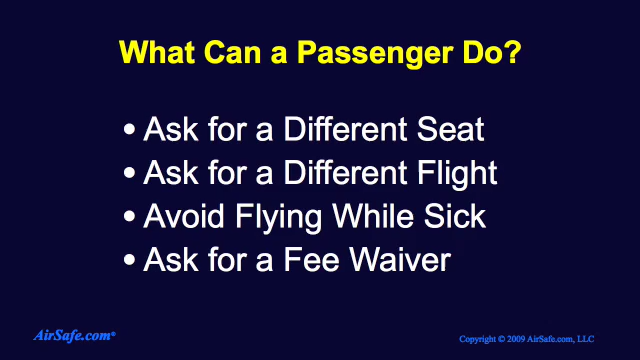 What Can a Passenger Do?
• Ask for a Different Seat
• Ask for a Different Flight
• Avoid Flying While Sick
• Ask for a Fee Waiver
AirSafe.com®
Copyright © 2009 AirSafe.com, LLC